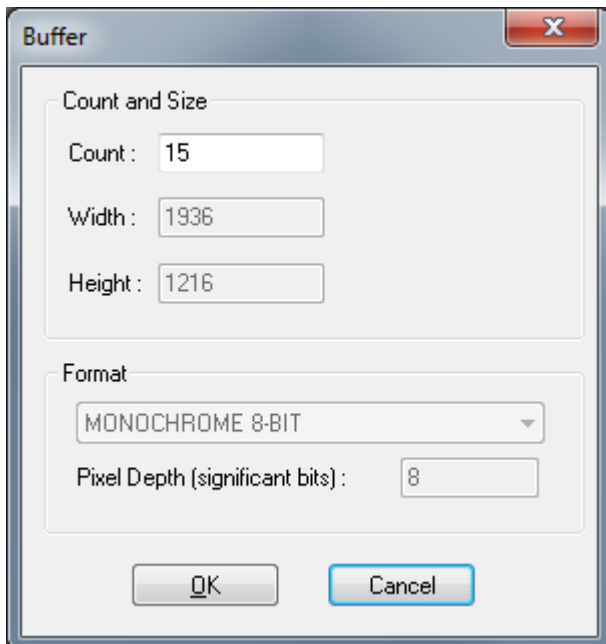 Buffer
Count and Size
Count : 15
Width : 1936
Height : 1216
Format
MONOCHROME 8-BIT
Pixel Depth (significant bits) : 8
OK Cancel